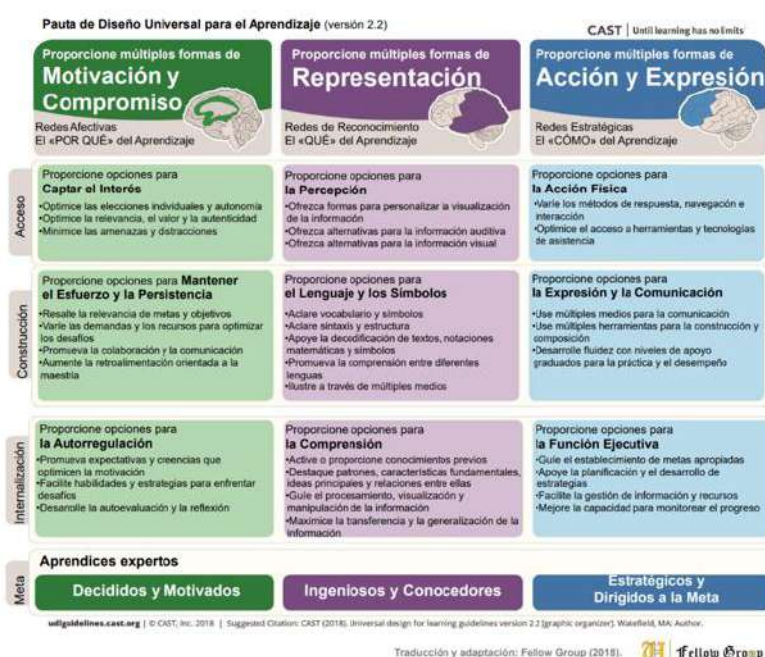 Pauta de Diseño Universal para el Aprendizaje (versión 2.2)
CAST | Until learning has no limits
Proporcione múltiples formas de
Motivación y
Compromiso
Redes Afectivas
El «POR QUÉ» del Aprendizaje
Proporcione múltiples formas de
Representación
Redes de Reconocimiento
El «QUÉ» del Aprendizaje
Proporcione múltiples formas de
Acción y Expresión
Redes Estratégicas
El «CÓMO» del Aprendizaje
Acceso
Proporcione opciones para
Captar el Interés
•Optimice las elecciones individuales y autonomía
•Optimice la relevancia, el valor y la autenticidad
•Minimice las amenazas y distracciones
Proporcione opciones para
la Percepción
•Ofrezca formas para personalizar la visualización
de la información
•Ofrezca alternativas para la información auditiva
•Ofrezca alternativas para la información visual
Proporcione opciones para
la Acción Física
•Varíe los métodos de respuesta, navegación e
interacción
•Optimice el acceso a herramientas y tecnologías
de asistencia
Construcción
Proporcione opciones para Mantener
el Esfuerzo y la Persistencia
•Resalte la relevancia de metas y objetivos
•Varíe las demandas y los recursos para optimizar
los desafíos
•Promueva la colaboración y la comunicación
•Aumente la retroalimentación orientada a la
maestría
Proporcione opciones para
el Lenguaje y los Símbolos
•Aclare vocabulario y símbolos
•Aclare sintaxis y estructura
•Apoye la decodificación de textos, notaciones
matemáticas y símbolos
•Promueva la comprensión entre diferentes
lenguas
•Ilustre a través de múltiples medios
Proporcione opciones para
la Expresión y la Comunicación
•Use múltiples medios para la comunicación
•Use múltiples herramientas para la construcción y
composición
•Desarrolle fluidez con niveles de apoyo
graduados para la práctica y el desempeño
Internalización
Proporcione opciones para
la Autorregulación
•Promueva expectativas y creencias que
optimicen la motivación
•Facilite habilidades y estrategias para enfrentar
desafíos
•Desarrolle la autoevaluación y la reflexión
Proporcione opciones para
la Comprensión
•Active o proporcione conocimientos previos
•Destaque patrones, características fundamentales,
ideas principales y relaciones entre ellas
•Guíe el procesamiento, visualización y
manipulación de la información
•Maximice la transferencia y la generalización de la
información
Proporcione opciones para
la Función Ejecutiva
•Guíe el establecimiento de metas apropiadas
•Apoye la planificación y el desarrollo de
estrategias
•Facilite la gestión de información y recursos
•Mejore la capacidad para monitorear el progreso
Meta
Aprendices expertos
Decididos y Motivados
Ingeniosos y Conocedores
Estratégicos y
Dirigidos a la Meta
udlguidelines.cast.org | © CAST, Inc. 2018 | Suggested Citation: CAST (2018). Universal design for learning guidelines version 2.2 [graphic organizer]. Wakefield, MA: Author.
Traducción y adaptación: Fellow Group (2018).
Fellow Group